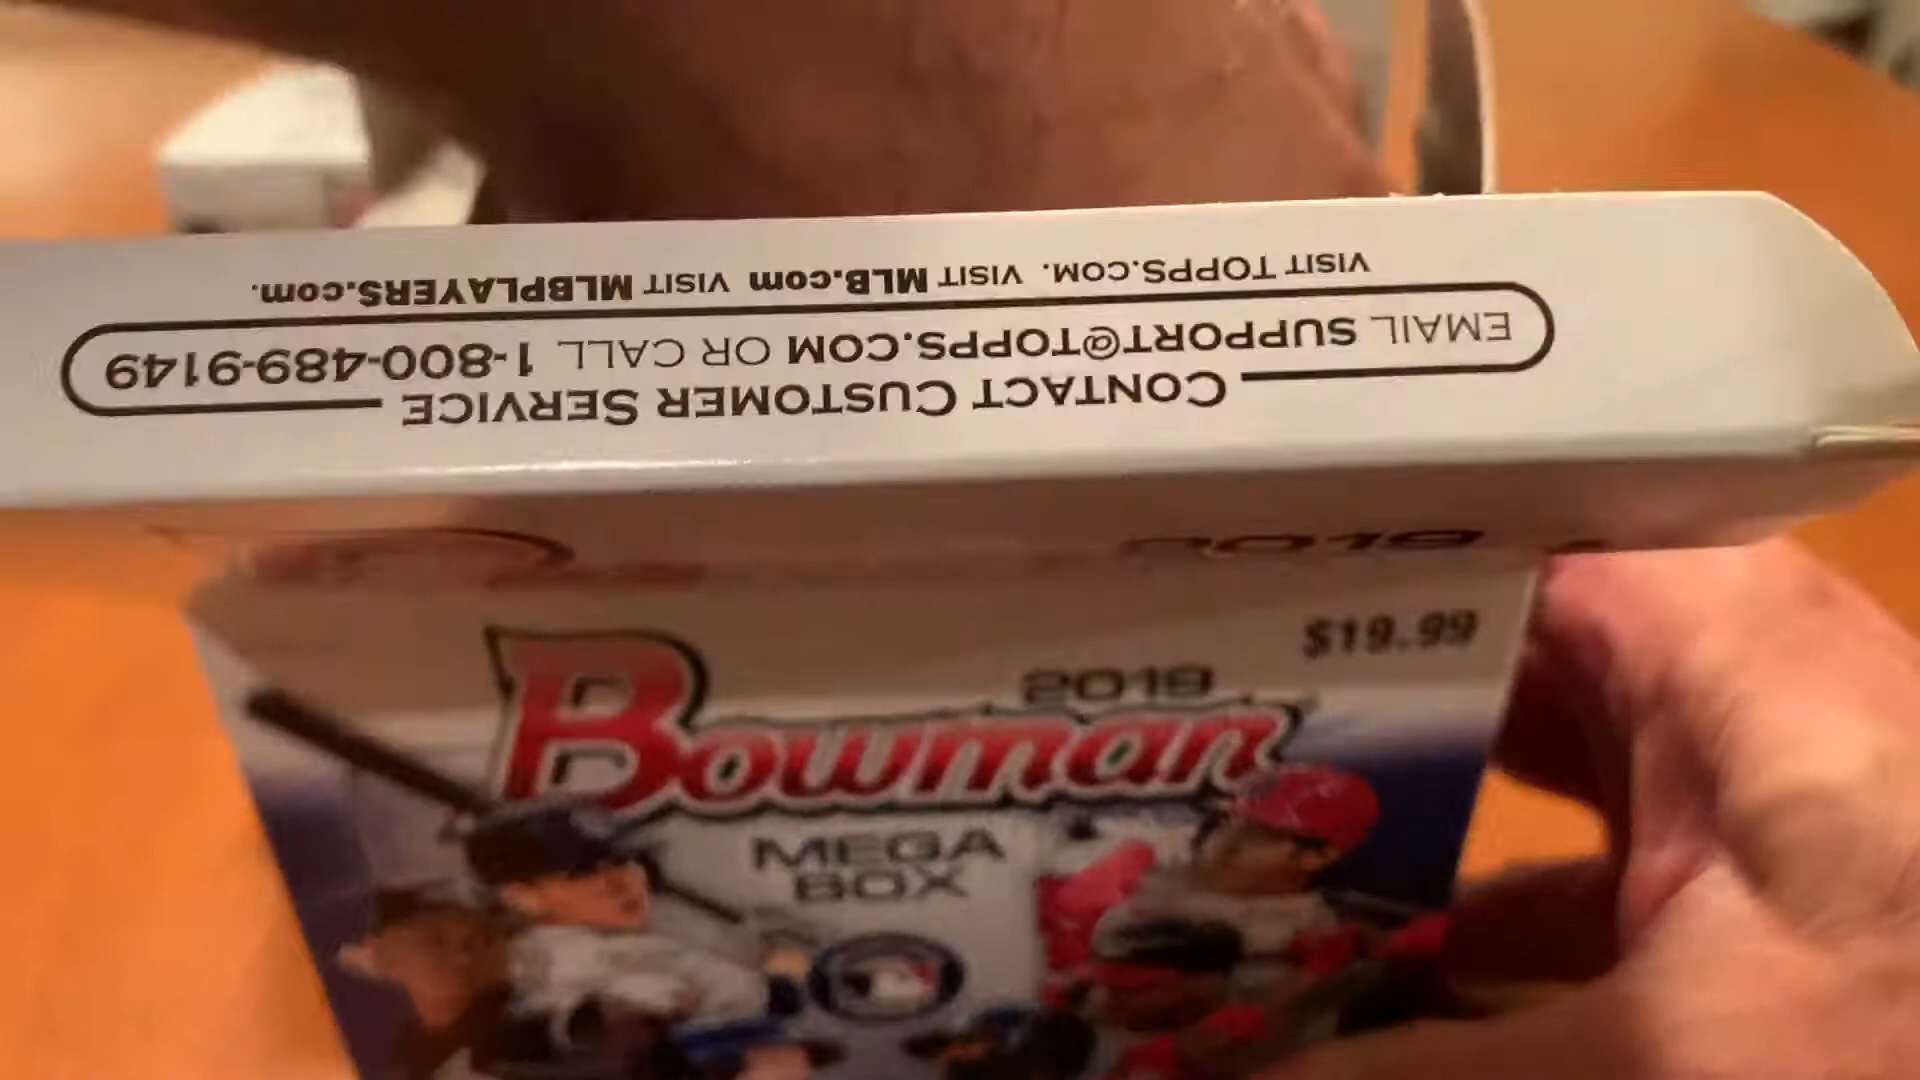 CONTACT CUSTOMER SERVICE
EMAIL SUPPORT@TOPPS.COM OR CALL 1-800-489-9149
VISIT TOPPS.COM. VISIT MLB.com VISIT MLBPLAYERS.com.
$19.99
2019
Bowman
MEGA
BOX